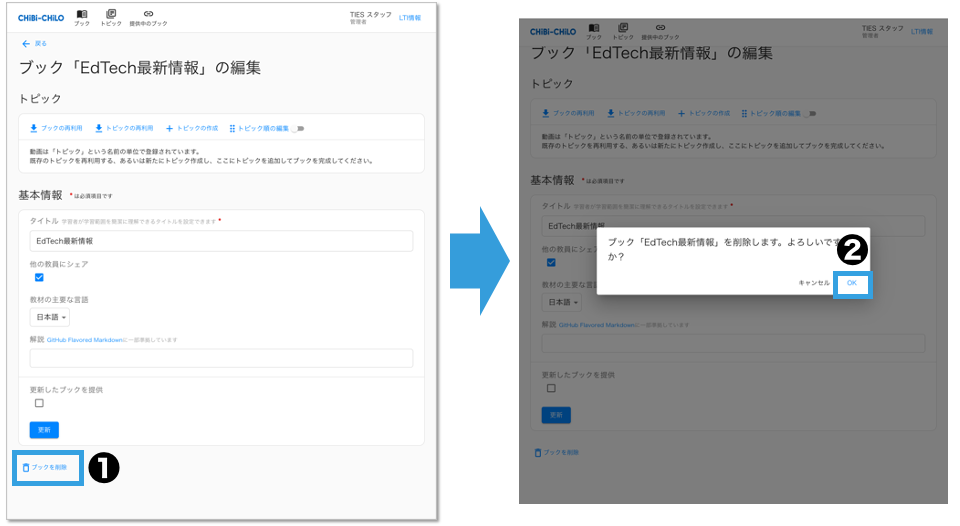 CHiBi-CHiLO
ブック
トピック
提供中のブック
TIES スタッフ
管理者
LTI情報
戻る
ブック「EdTech最新情報」の編集
トピック
ブックの再利用
トピックの再利用
トピックの作成
トピック順の編集
動画は「トピック」という名前の単位で登録されています。
既存のトピックを再利用する、あるいは新たにトピック作成し、ここにトピックを追加してブックを完成してください。
基本情報 *は必須項目です
タイトル 学習者が学習範囲を簡潔に理解できるタイトルを設定できます *
EdTech最新情報
他の教員にシェア
教材の主要な言語
日本語
解説 GitHub Flavored Markdownに一部準拠しています
更新したブックを提供
更新
ブックを削除
1
CHiBi-CHiLO
ブック
トピック
提供中のブック
TIES スタッフ
管理者
LTI情報
ブック「EdTech最新情報」の編集
トピック
ブックの再利用
トピックの再利用
トピックの作成
トピック順の編集
動画は「トピック」という名前の単位で登録されています。
既存のトピックを再利用する、あるいは新たにトピック作成し、ここにトピックを追加してブックを完成してください。
基本情報 *は必須項目です
タイトル 学習者が学習範囲を簡潔に理解できるタイトルを設定できます *
EdTech最新情報
ブック「EdTech最新情報」を削除します。よろしいです
か?
2
キャンセル
OK
他の教員にシ
教材の主要な言
日本語
解説 GitHub Flavored Markdownに一部準拠しています
更新したブックを提供
更新
ブックを削除